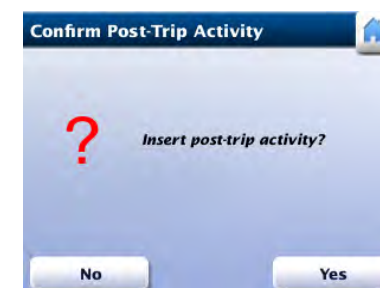 Confirm Post-Trip Activity
?
Insert post-trip activity?
No
Yes